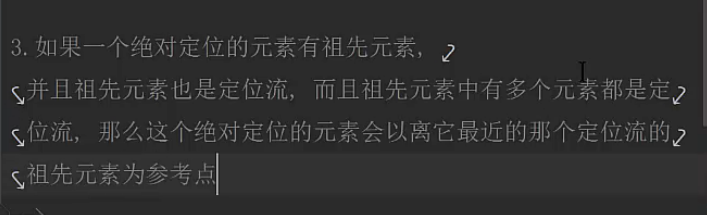 3.如果一个绝对定位的元素有祖先元素,
并且祖先元素也是定位流, 而且祖先元素中有多个元素都是定
位流, 那么这个绝对定位的元素会以离它最近的那个定位流的
祖先元素为参考点